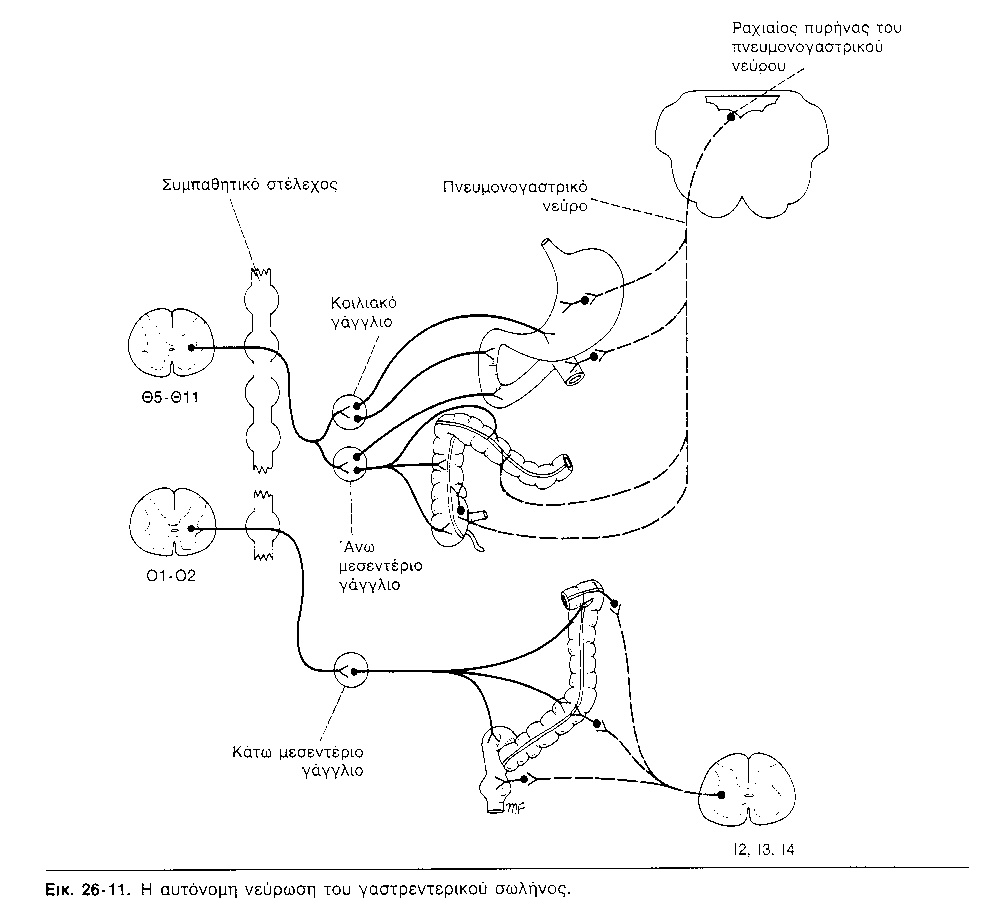 Ραχιαίος πυρήνας του
πνευμονογαστρικού
νεύρου
Συμπαθητικό στέλεχος
Πνευμονογαστρικό
νεύρο
Κοιλιακό
γάγγλιο
Θ5-Θ11
Άνω
μεσεντέριο
γάγγλιο
Ο1-Ο2
Κάτω μεσεντέριο
γάγγλιο
mF
Ι2, Ι3, Ι4
Εικ. 26-11. Η αυτόνομη νεύρωση του γαστρεντερικού σωλήνος.